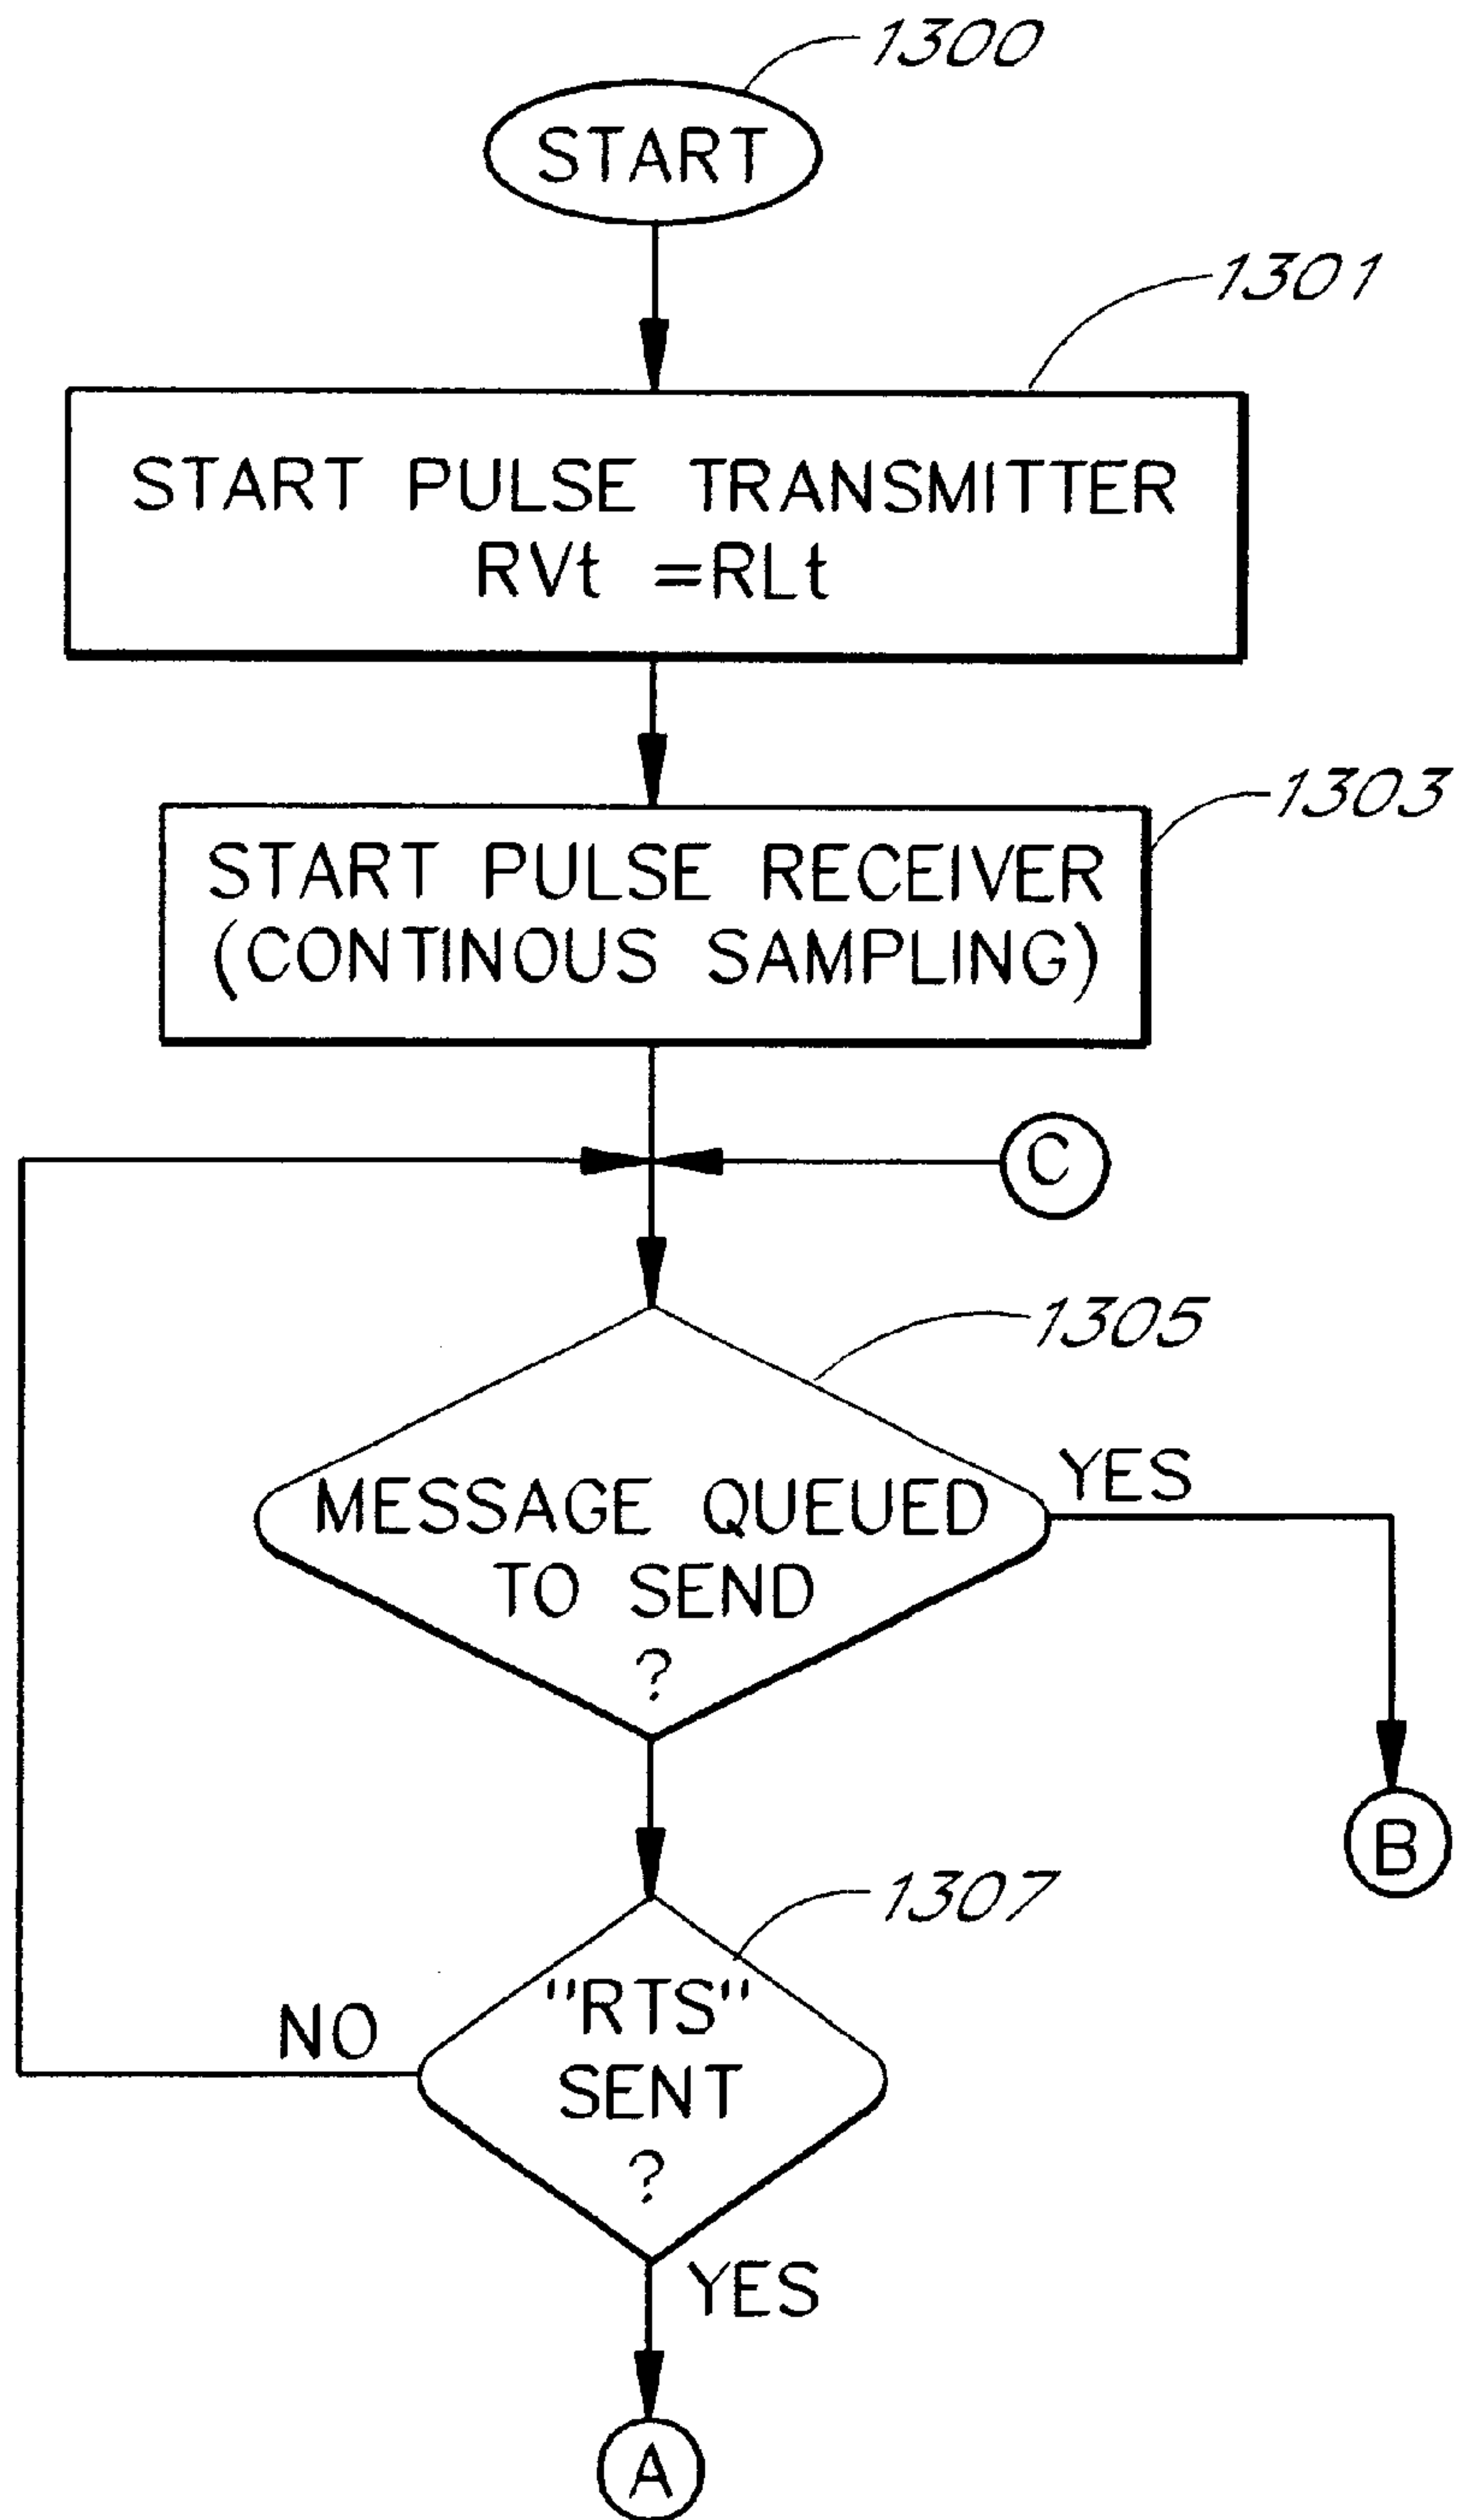 1300
START
1301
START PULSE TRANSMITTER
RVt =RLt
1303
START PULSE RECEIVER
(CONTINOUS SAMPLING)
C
1305
YES
MESSAGE QUEUED
TO SEND
?
B
1307
"RTS"
NO
SENT
?
YES
A